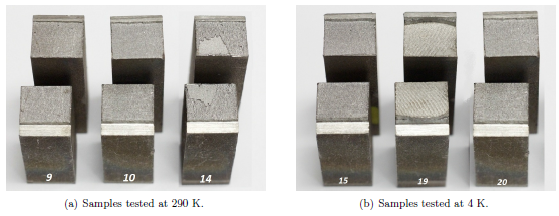 9 10 14
15 19 20
(a) Samples tested at 290 K.
(b) Samples tested at 4 K.